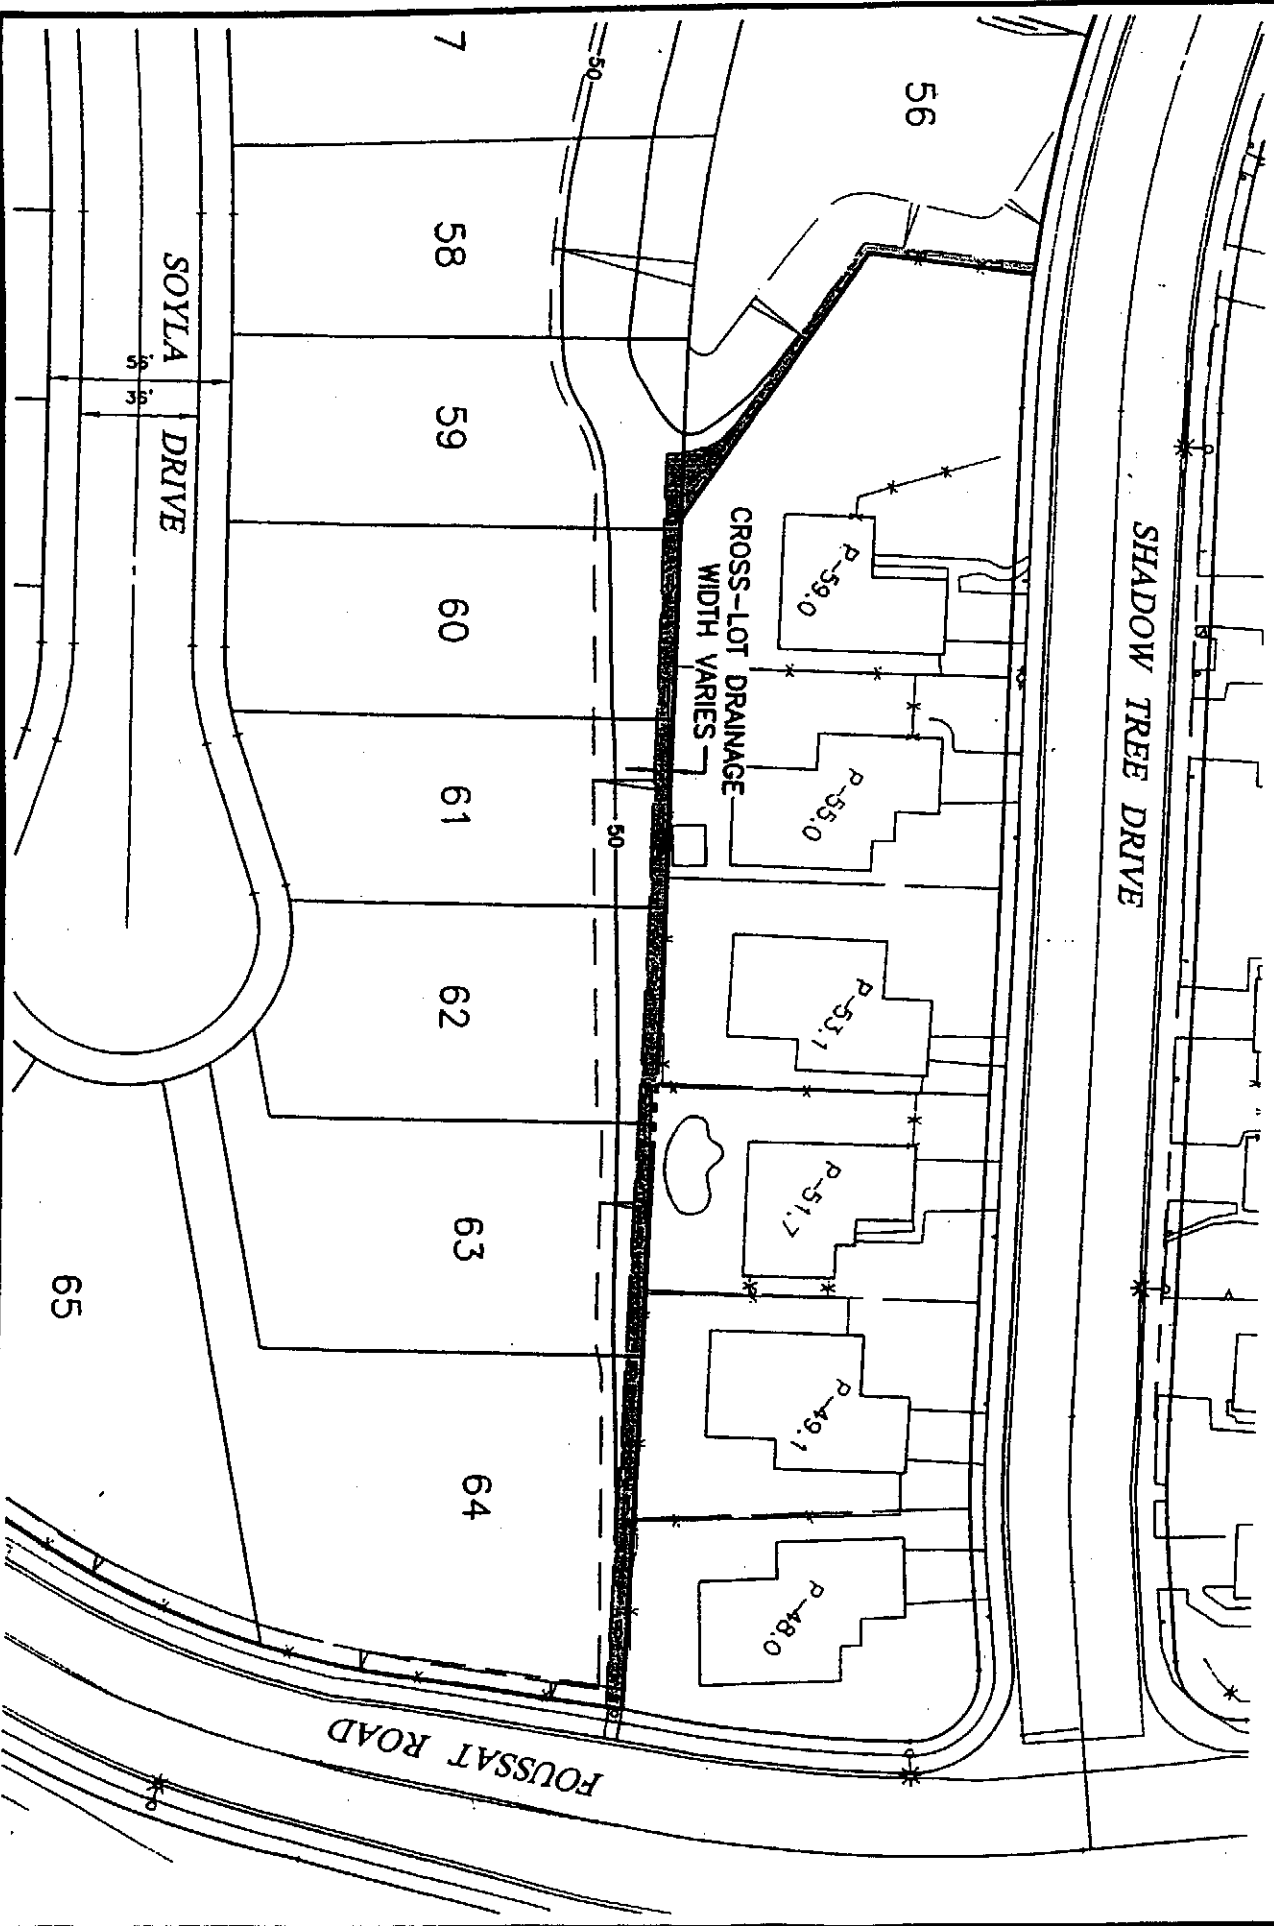 7
58
59
60
61
62
63
64
65
56
50
50
SOYLA DRIVE
56'
36'
CROSS-LOT DRAINAGE
WIDTH VARIES
SHADOW TREE DRIVE
P-59.0
P-55.0
P-53.1
P-51.7
P-49.1
P-48.0
FOUSSAT ROAD